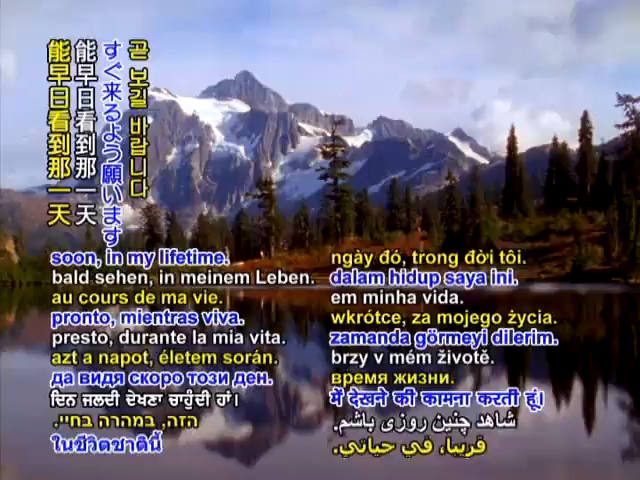 能早日看到那一天
能早日看到那一天
すぐ来るよう願います
곧 보길 바랍니다
soon, in my lifetime.
bald sehen, in meinem Leben.
au cours de ma vie.
pronto, mientras viva.
presto, durante la mia vita.
azt a napot, életem során.
да видя скоро този ден.
ਦਿਨ ਜਲਦੀ ਦੇਖਣਾ ਚਾਹੁੰਦੀ ਹਾਂ।
הזה, במהרה בחיי.
ในชีวิตชาตินี้
ngày đó, trong đời tôi.
dalam hidup saya ini.
em minha vida.
wkrótce, za mojego życia.
zamanda görmeyi dilerim.
brzy v mém životě.
время жизни.
में देखने की कामना करती हूं।
شاهد چنین روزی باشم.
قريبا، في حياتي.